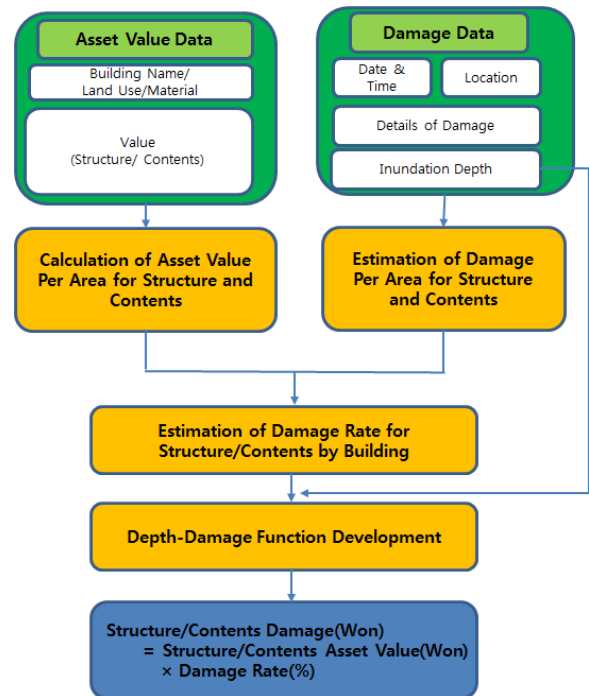 Asset Value Data
Building Name/
Land Use/Material
Value
(Structure/ Contents)
Damage Data
Date &
Time
Location
Details of Damage
Inundation Depth
Calculation of Asset Value
Per Area for Structure and
Contents
Estimation of Damage
Per Area for Structure
and Contents
Estimation of Damage Rate for
Structure/Contents by Building
Depth-Damage Function Development
Structure/Contents Damage(Won)
= Structure/Contents Asset Value(Won)
× Damage Rate(%)